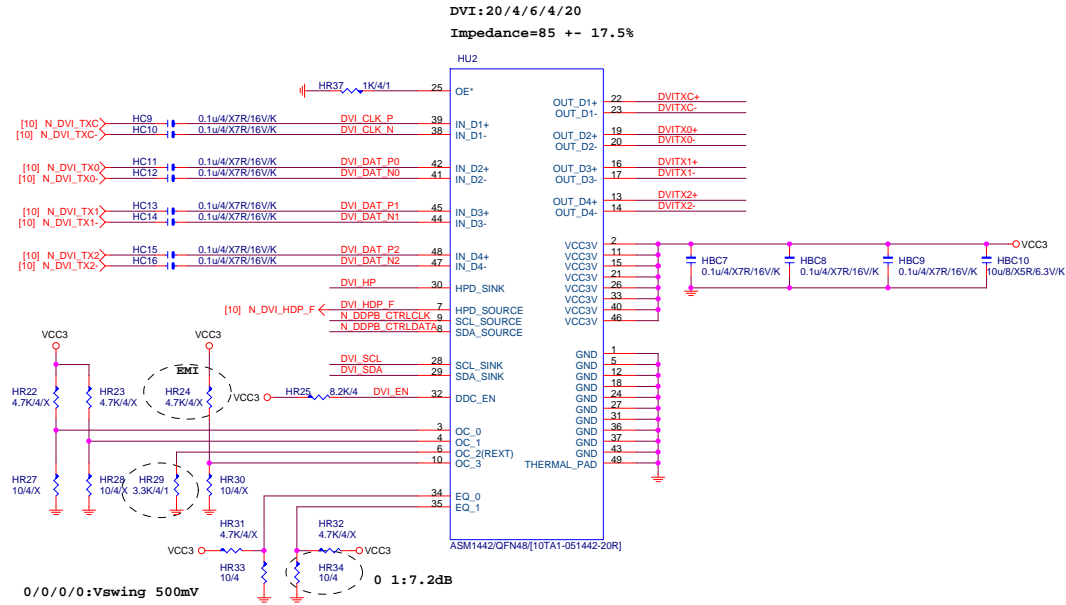 DVI:20/4/6/4/20
Impedance=85 +- 17.5%
HU2
HR37 1K/4/1 25 OE*
[10] N_DVI_TXC HC9 0.1u/4/X7R/16V/K DVI_CLK_P 39 IN_D1+
[10] N_DVI_TXC- HC10 0.1u/4/X7R/16V/K DVI_CLK_N 38 IN_D1-
[10] N_DVI_TX0 HC11 0.1u/4/X7R/16V/K DVI_DAT_P0 42 IN_D2+
[10] N_DVI_TX0- HC12 0.1u/4/X7R/16V/K DVI_DAT_N0 41 IN_D2-
[10] N_DVI_TX1 HC13 0.1u/4/X7R/16V/K DVI_DAT_P1 45 IN_D3+
[10] N_DVI_TX1- HC14 0.1u/4/X7R/16V/K DVI_DAT_N1 44 IN_D3-
[10] N_DVI_TX2 HC15 0.1u/4/X7R/16V/K DVI_DAT_P2 48 IN_D4+
[10] N_DVI_TX2- HC16 0.1u/4/X7R/16V/K DVI_DAT_N2 47 IN_D4-
DVI_HP 30 HPD_SINK
[10] N_DVI_HDP_F DVI_HDP_F 7 HPD_SOURCE
N_DDPB_CTRLCLK 9 SCL_SOURCE
N_DDPB_CTRLDATA 8 SDA_SOURCE
DVI_SCL 28 SCL_SINK
DVI_SDA 29 SDA_SINK
VCC3 HR25 8.2K/4 DVI_EN 32 DDC_EN
3 OC_0
4 OC_1
6 OC_2(REXT)
10 OC_3
34 EQ_0
35 EQ_1
OUT_D1+ 22 DVITXC+
OUT_D1- 23 DVITXC-
OUT_D2+ 19 DVITX0+
OUT_D2- 20 DVITX0-
OUT_D3+ 16 DVITX1+
OUT_D3- 17 DVITX1-
OUT_D4+ 13 DVITX2+
OUT_D4- 14 DVITX2-
VCC3V 2 VCC3
VCC3V 11
VCC3V 15
VCC3V 21
VCC3V 26
VCC3V 33
VCC3V 40
VCC3V 46
HBC7 HBC8 HBC9 HBC10
0.1u/4/X7R/16V/K 0.1u/4/X7R/16V/K 0.1u/4/X7R/16V/K 10u/8/X5R/6.3V/K
GND 1
GND 5
GND 12
GND 18
GND 24
GND 27
GND 31
GND 36
GND 37
GND 43
THERMAL_PAD 49
VCC3 VCC3
EMI
HR22 HR23 HR24
4.7K/4/X 4.7K/4/X 4.7K/4/X
HR27 HR28 HR29 HR30
10/4/X 10/4/X 3.3K/4/1 10/4/X
HR31 HR32
4.7K/4/X 4.7K/4/X
VCC3 VCC3
HR33 HR34
10/4 10/4
ASM1442/QFN48/[10TA1-051442-20R]
0 1:7.2dB
0/0/0/0:Vswing 500mV